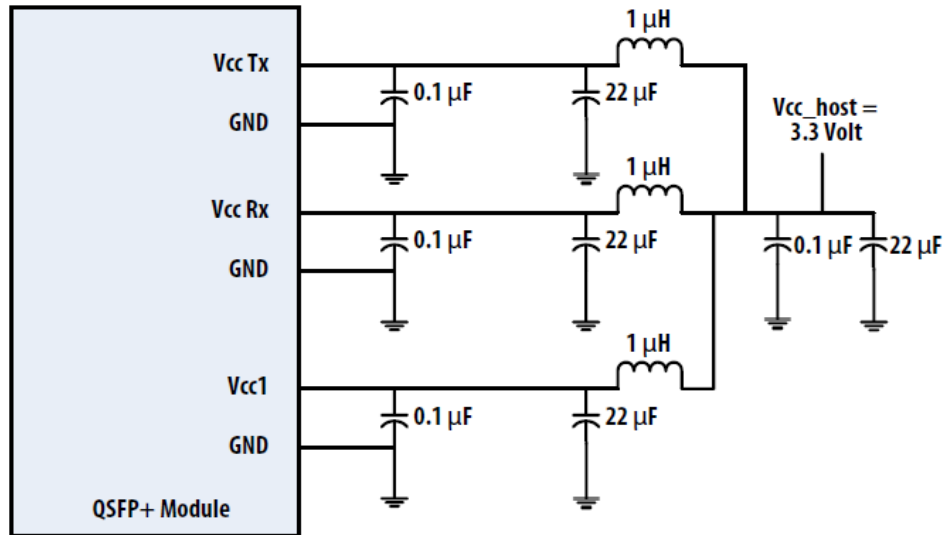 1 μH
Vcc Tx
0.1 μF
22 μF
GND
Vcc_host =
3.3 Volt
1 μH
Vcc Rx
0.1 μF
22 μF
0.1 μF
22 μF
GND
1 μH
Vcc1
0.1 μF
22 μF
GND
QSFP+ Module